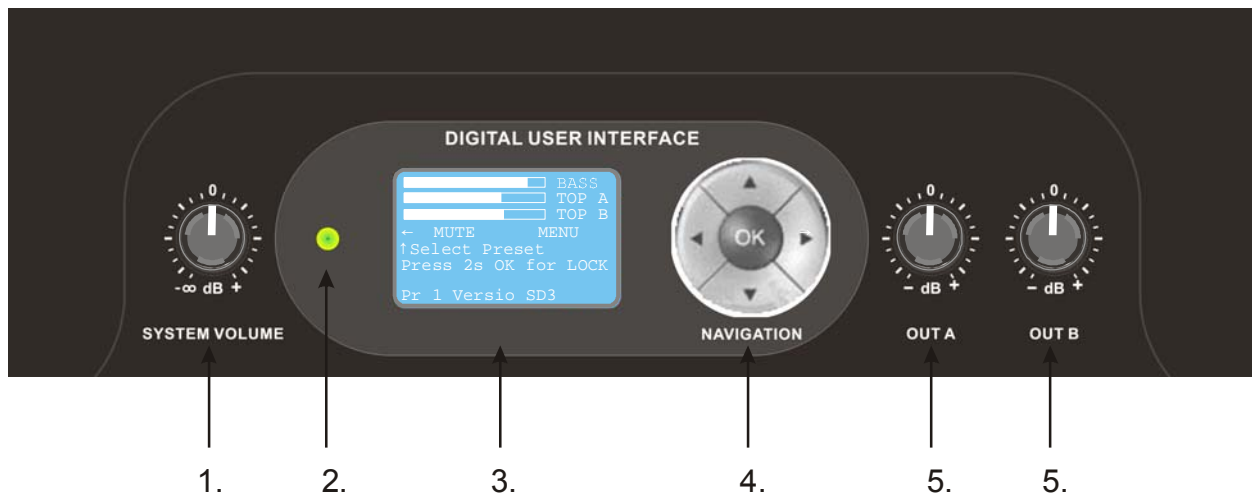 DIGITAL USER INTERFACE
BASS
TOP A
TOP B
← MUTE MENU
↑Select Preset
Press 2s OK for LOCK
Pr 1 Versio SD3
OK
0
-∞ dB +
SYSTEM VOLUME
NAVIGATION
0
- dB +
OUT A
0
- dB +
OUT B
1. 2. 3. 4. 5. 5.